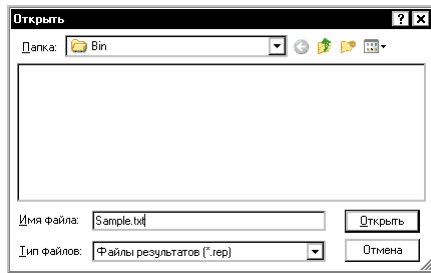 Открыть
Папка: Bin
Имя файла: Sample.txt Открыть
Тип файлов: Файлы результатов (*.rep) Отмена